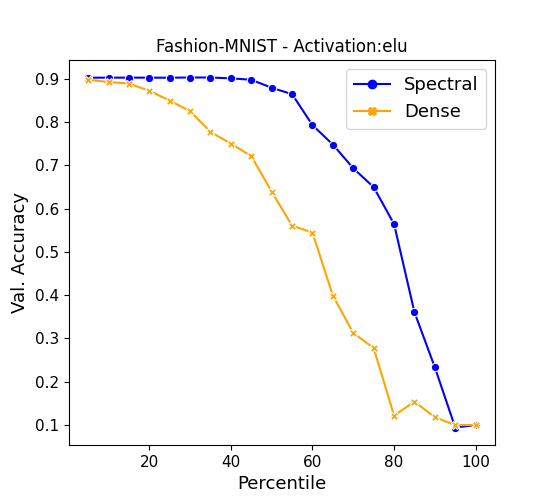 Fashion-MNIST - Activation:elu
Spectral
Dense
Val. Accuracy
0.9
0.8
0.7
0.6
0.5
0.4
0.3
0.2
0.1
20 40 60 80 100
Percentile